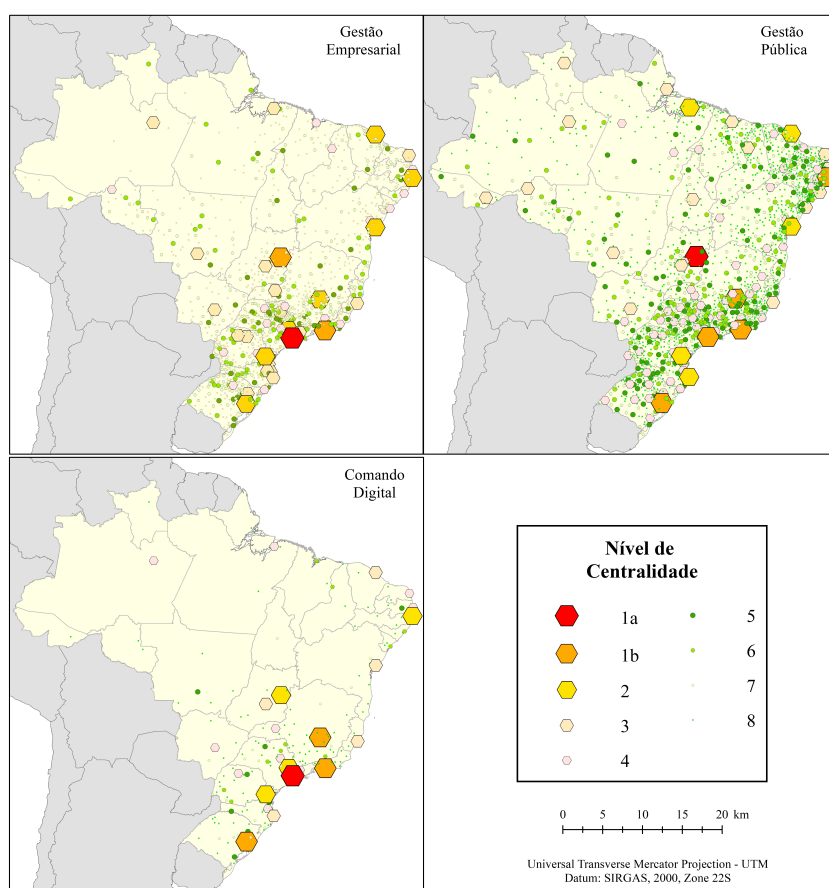 Gestão
Empresarial
Gestão
Pública
Comando
Digital
Nível de
Centralidade
1a
1b
2
3
4
5
6
7
8
0 5 10 15 20 km
Universal Transverse Mercator Projection - UTM
Datum: SIRGAS, 2000, Zone 22S